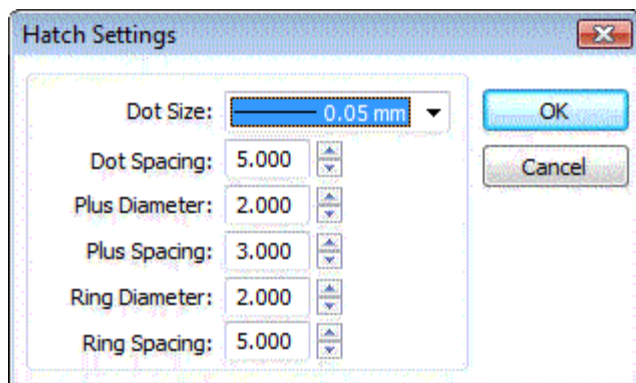 Hatch Settings
Dot Size: 0.05 mm
OK
Dot Spacing: 5.000
Cancel
Plus Diameter: 2.000
Plus Spacing: 3.000
Ring Diameter: 2.000
Ring Spacing: 5.000